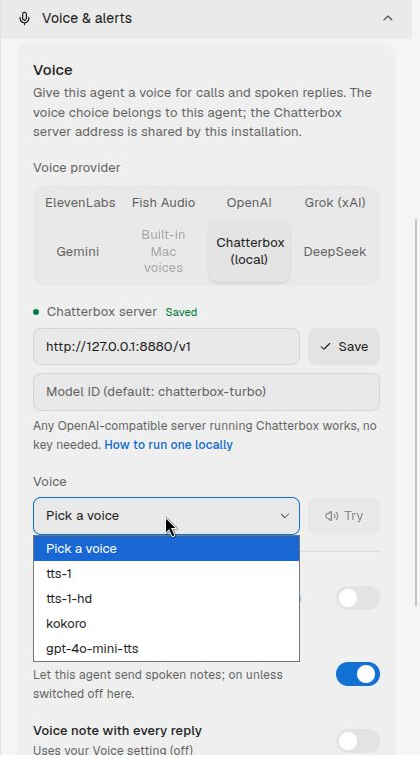 Voice & alerts
Voice
Give this agent a voice for calls and spoken replies. The
voice choice belongs to this agent; the Chatterbox
server address is shared by this installation.
Voice provider
ElevenLabs Fish Audio OpenAI Grok (xAI)
Gemini Built-in Mac voices Chatterbox (local) DeepSeek
Chatterbox server Saved
http://127.0.0.1:8880/v1 Save
Model ID (default: chatterbox-turbo)
Any OpenAI-compatible server running Chatterbox works, no
key needed. How to run one locally
Voice
Pick a voice Try
Pick a voice
tts-1
tts-1-hd
kokoro
gpt-4o-mini-tts
Let this agent send spoken notes; on unless
switched off here.
Voice note with every reply
Uses your Voice setting (off)